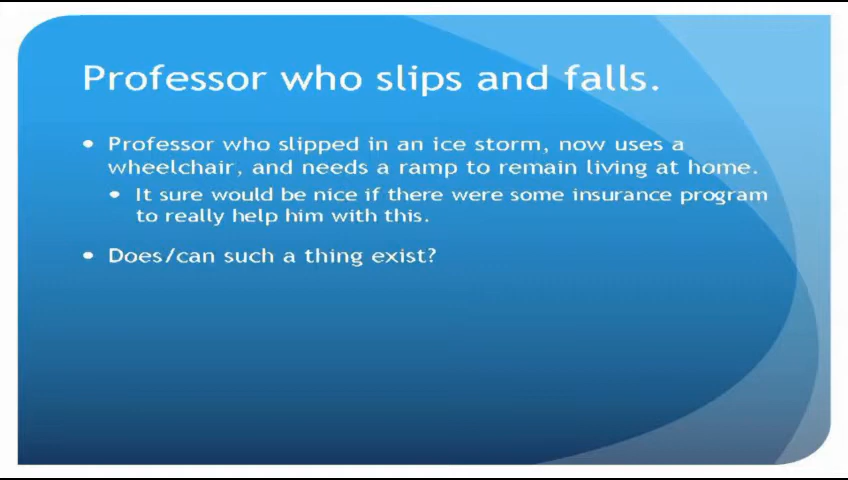 Professor who slips and falls.
• Professor who slipped in an ice storm, now uses a
wheelchair, and needs a ramp to remain living at home.
• It sure would be nice if there were some insurance program
to really help him with this.
• Does/can such a thing exist?